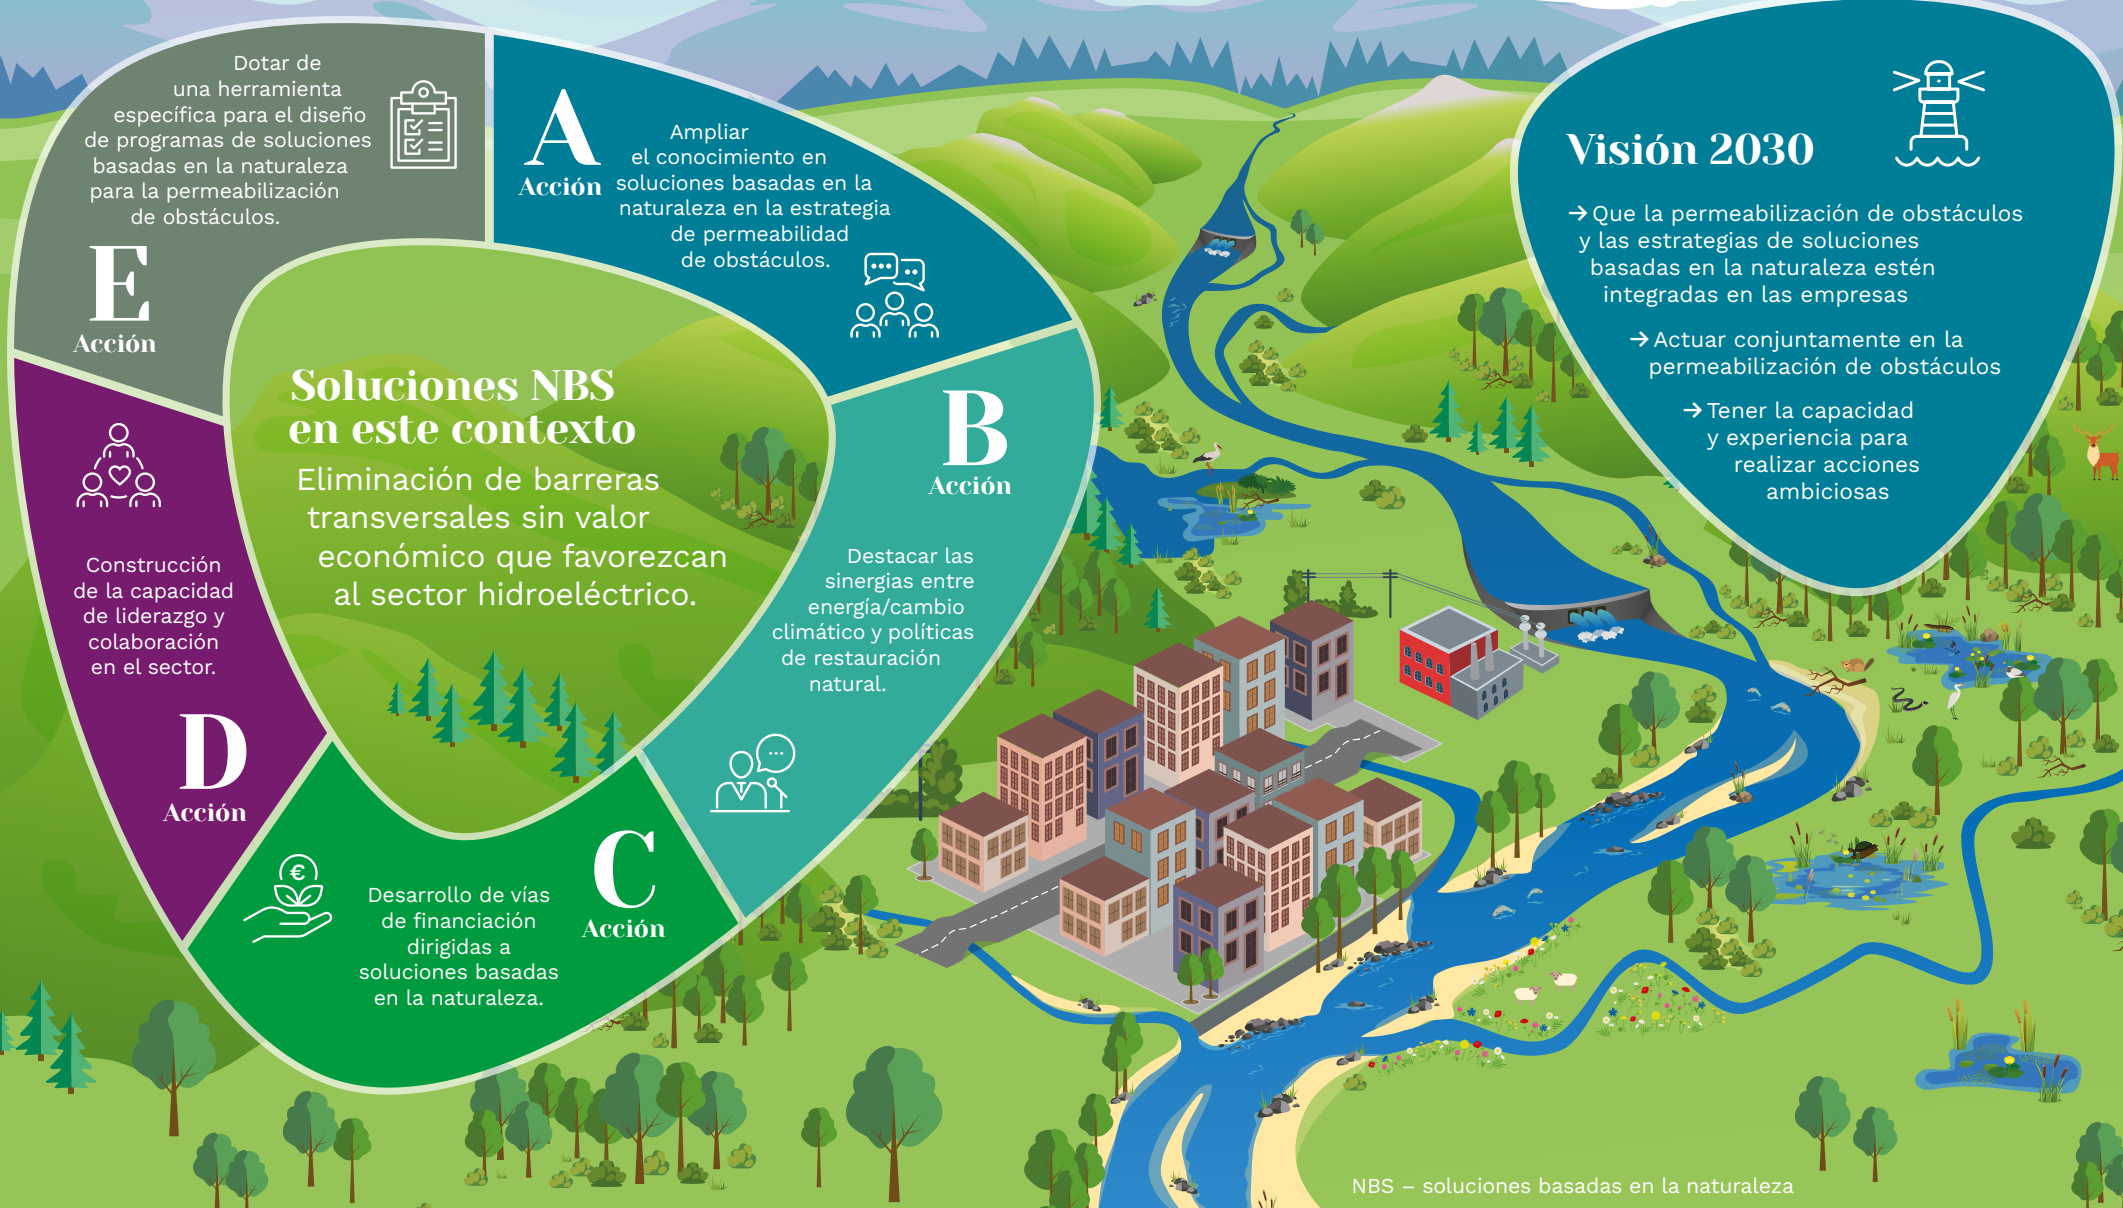 Dotar de
una herramienta
específica para el diseño
de programas de soluciones
basadas en la naturaleza
para la permeabilización
de obstáculos.
E
Acción
A
Acción
Ampliar
el conocimiento en
soluciones basadas en la
naturaleza en la estrategia
de permeabilidad
de obstáculos.
B
Acción
Destacar las
sinergias entre
energía/cambio
climático y políticas
de restauración
natural.
C
Acción
Desarrollo de vías
de financiación
dirigidas a
soluciones basadas
en la naturaleza.
€
Construcción
de la capacidad
de liderazgo y
colaboración
en el sector.
D
Acción
Soluciones NBS
en este contexto
Eliminación de barreras
transversales sin valor
económico que favorezcan
al sector hidroeléctrico.
Visión 2030
→ Que la permeabilización de obstáculos
y las estrategias de soluciones
basadas en la naturaleza estén
integradas en las empresas
→ Actuar conjuntamente en la
permeabilización de obstáculos
→ Tener la capacidad
y experiencia para
realizar acciones
ambiciosas
NBS – soluciones basadas en la naturaleza